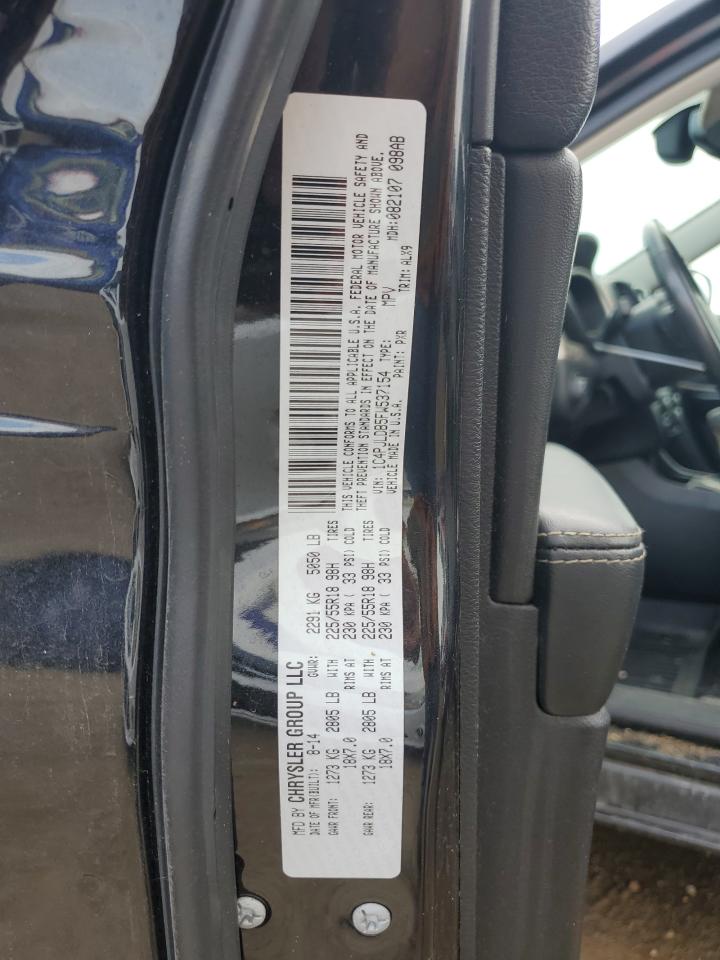 MFD BY CHRYSLER GROUP LLC
DATE OF MFR(BUILT): 8-14 GVWR: 2291 KG 5050 LB
GAWR FRONT: 1273 KG 2805 LB WITH 225/55R18 98H TIRES
18X7.0 RIMS AT 230 KPA ( 33 PSI) COLD
GAWR REAR: 1273 KG 2805 LB WITH 225/55R18 98H TIRES
18X7.0 RIMS AT 230 KPA ( 33 PSI) COLD
THIS VEHICLE CONFORMS TO ALL APPLICABLE U.S.A. FEDERAL MOTOR VEHICLE SAFETY AND
THEFT PREVENTION STANDARDS IN EFFECT ON THE DATE OF MANUFACTURE SHOWN ABOVE.
VIN: 1C4PJLDB5FW537154 TYPE: MPV MDH:082107 098AB
VEHICLE MADE IN U.S.A. PAINT: PXR TRIM: ALX9